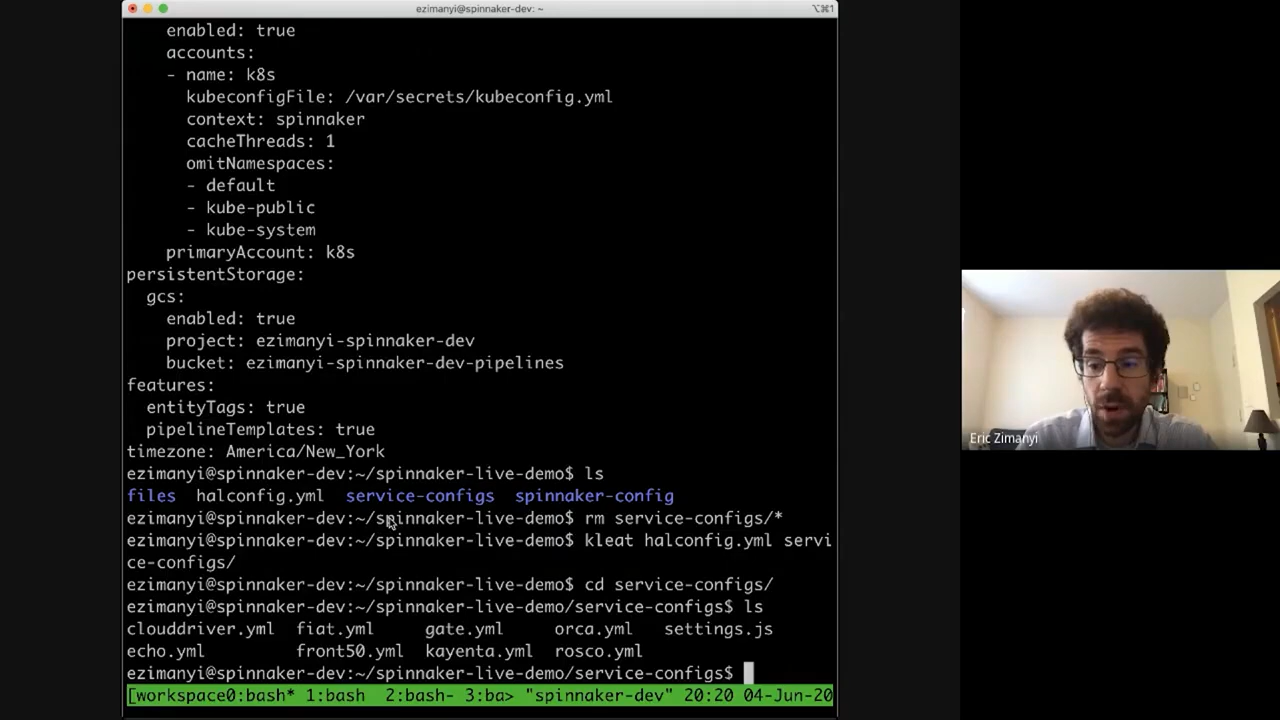 ezimanyi@spinnaker-dev: ~
⌥⌘1
enabled: true
accounts:
- name: k8s
kubeconfigFile: /var/secrets/kubeconfig.yml
context: spinnaker
cacheThreads: 1
omitNamespaces:
- default
- kube-public
- kube-system
primaryAccount: k8s
persistentStorage:
gcs:
enabled: true
project: ezimanyi-spinnaker-dev
bucket: ezimanyi-spinnaker-dev-pipelines
features:
entityTags: true
pipelineTemplates: true
timezone: America/New_York
ezimanyi@spinnaker-dev:~/spinnaker-live-demo$ ls
files halconfig.yml service-configs spinnaker-config
ezimanyi@spinnaker-dev:~/spinnaker-live-demo$ rm service-configs/*
ezimanyi@spinnaker-dev:~/spinnaker-live-demo$ kleat halconfig.yml servi
ce-configs/
ezimanyi@spinnaker-dev:~/spinnaker-live-demo$ cd service-configs/
ezimanyi@spinnaker-dev:~/spinnaker-live-demo/service-configs$ ls
clouddriver.yml fiat.yml gate.yml orca.yml settings.js
echo.yml front50.yml kayenta.yml rosco.yml
ezimanyi@spinnaker-dev:~/spinnaker-live-demo/service-configs$
[workspace0:bash* 1:bash 2:bash- 3:ba> "spinnaker-dev" 20:20 04-Jun-20
Eric Zimanyi